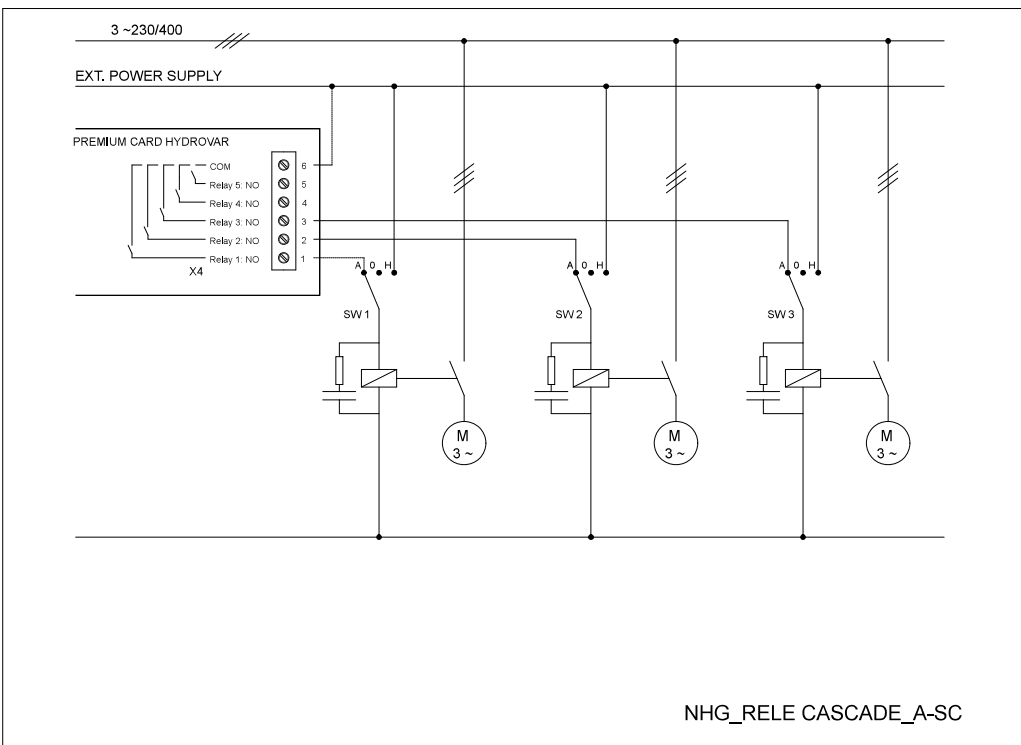 3 ~230/400
EXT. POWER SUPPLY
PREMIUM CARD HYDROVAR
COM 6
Relay 5: NO 5
Relay 4: NO 4
Relay 3: NO 3
Relay 2: NO 2
Relay 1: NO 1
X4
A 0 H
A 0 H
A 0 H
SW 1
SW 2
SW 3
M
3 ~
M
3 ~
M
3 ~
NHG_RELE CASCADE_A-SC